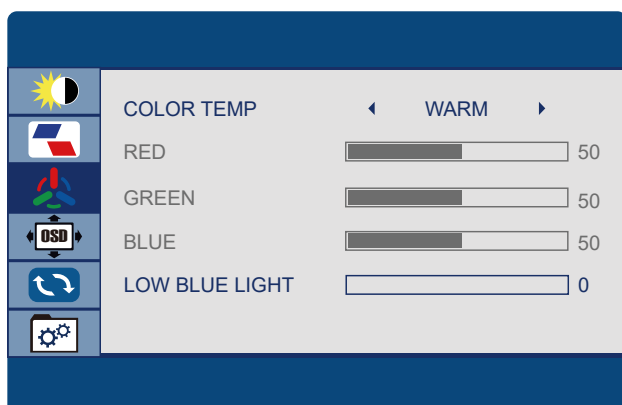 COLOR TEMP WARM
RED 50
GREEN 50
OSD
BLUE 50
LOW BLUE LIGHT 0